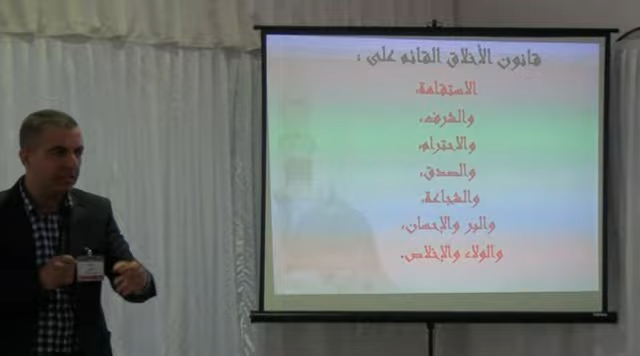 قانون الأخلاق القائم على :
الاستقامة،
والشرف،
والاحترام،
والصدق،
والشجاعة،
والبر والإحسان،
والولاء والإخلاص.